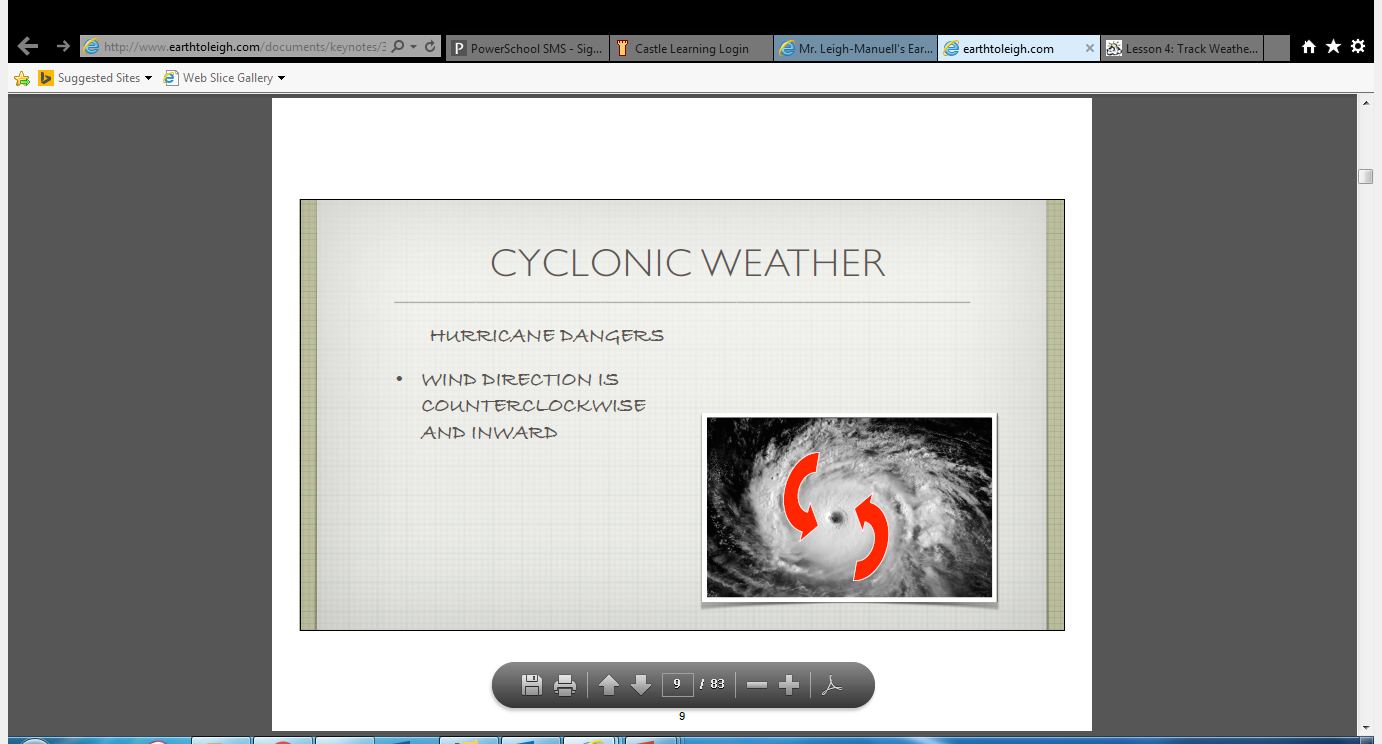 http://www.earthtoleigh.com/documents/keynotes/3
PowerSchool SMS - Sig...
Castle Learning Login
Mr. Leigh-Manuell's Ear...
earthtoleigh.com
Lesson 4: Track Weathe...
Suggested Sites
Web Slice Gallery
CYCLONIC WEATHER
HURRICANE DANGERS
• WIND DIRECTION IS
COUNTERCLOCKWISE
AND INWARD
9 / 83
9